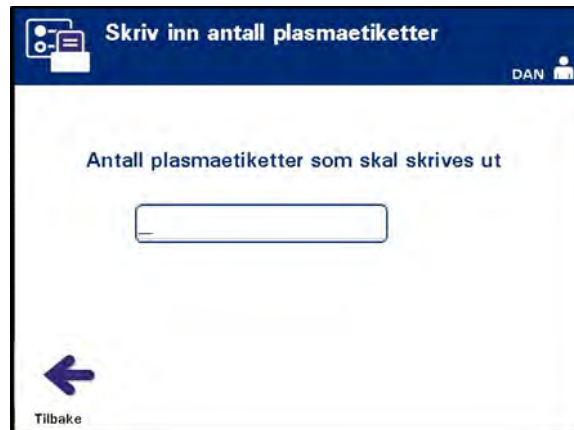 Skriv inn antall plasmaetiketter
DAN
Antall plasmaetiketter som skal skrives ut
_
Tilbake